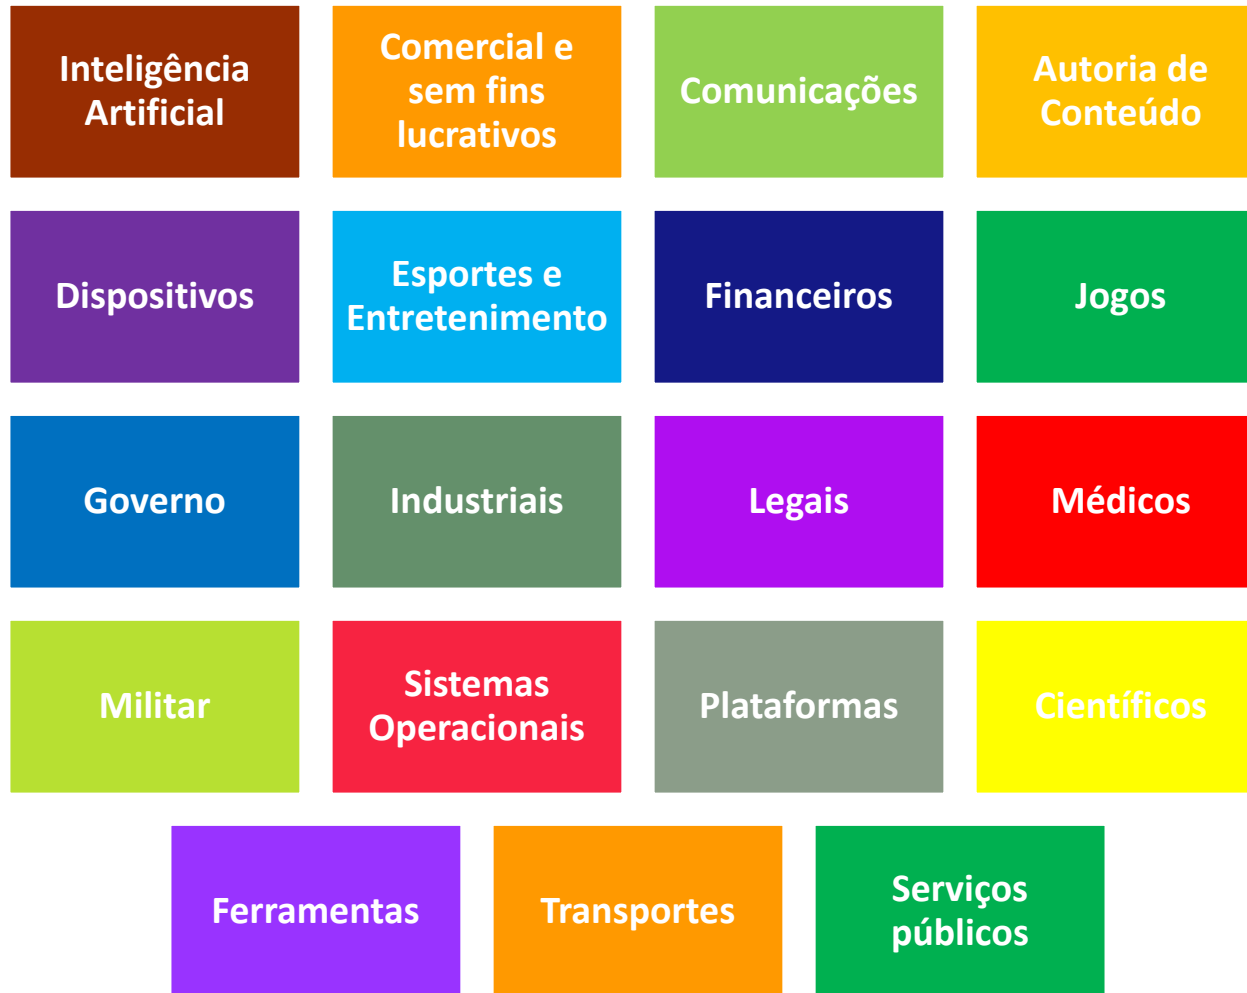 Inteligência
Artificial
Comercial e
sem fins
lucrativos
Comunicações
Autoria de
Conteúdo
Dispositivos
Esportes e
Entretenimento
Financeiros
Jogos
Governo
Industriais
Legais
Médicos
Militar
Sistemas
Operacionais
Plataformas
Científicos
Ferramentas
Transportes
Serviços
públicos